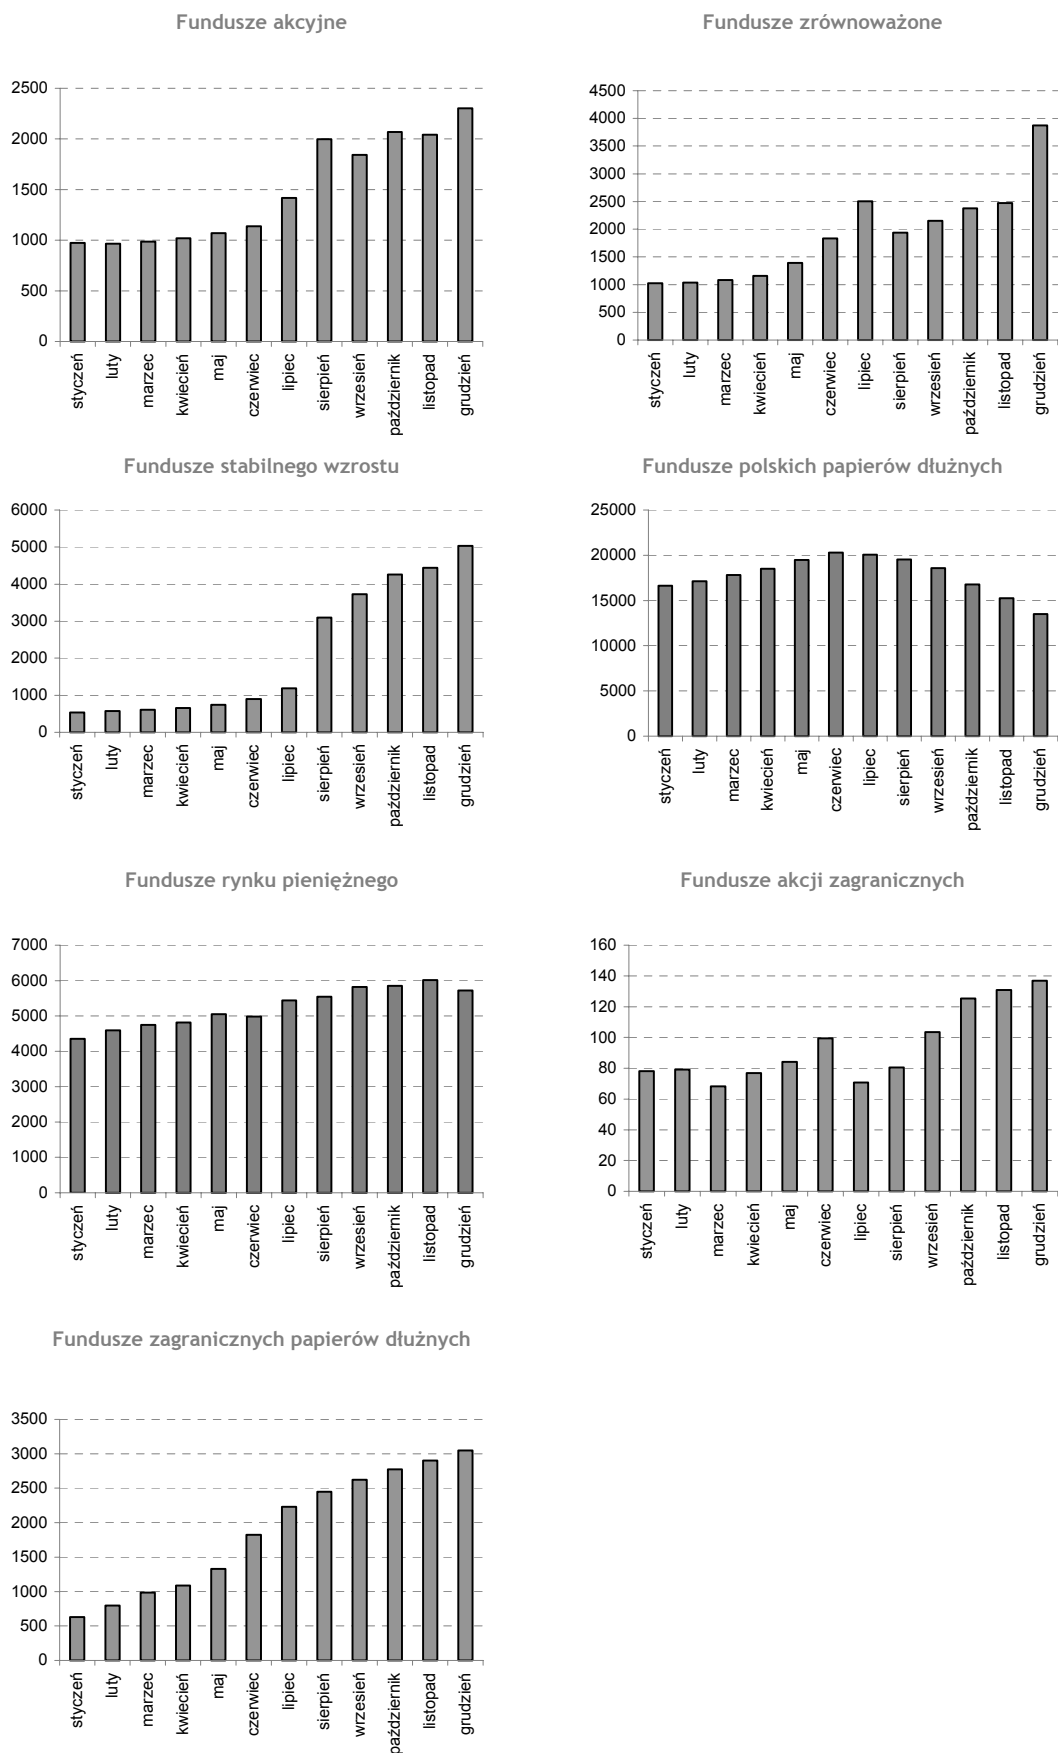 Fundusze akcyjne
2500
2000
1500
1000
500
0
styczeń
luty
marzec
kwiecień
maj
czerwiec
lipiec
sierpień
wrzesień
październik
listopad
grudzień
Fundusze zrównoważone
4500
4000
3500
3000
2500
2000
1500
1000
500
0
styczeń
luty
marzec
kwiecień
maj
czerwiec
lipiec
sierpień
wrzesień
październik
listopad
grudzień
Fundusze stabilnego wzrostu
6000
5000
4000
3000
2000
1000
0
styczeń
luty
marzec
kwiecień
maj
czerwiec
lipiec
sierpień
wrzesień
październik
listopad
grudzień
Fundusze polskich papierów dłużnych
25000
20000
15000
10000
5000
0
styczeń
luty
marzec
kwiecień
maj
czerwiec
lipiec
sierpień
wrzesień
październik
listopad
grudzień
Fundusze rynku pieniężnego
7000
6000
5000
4000
3000
2000
1000
0
styczeń
luty
marzec
kwiecień
maj
czerwiec
lipiec
sierpień
wrzesień
październik
listopad
grudzień
Fundusze akcji zagranicznych
160
140
120
100
80
60
40
20
0
styczeń
luty
marzec
kwiecień
maj
czerwiec
lipiec
sierpień
wrzesień
październik
listopad
grudzień
Fundusze zagranicznych papierów dłużnych
3500
3000
2500
2000
1500
1000
500
0
styczeń
luty
marzec
kwiecień
maj
czerwiec
lipiec
sierpień
wrzesień
październik
listopad
grudzień